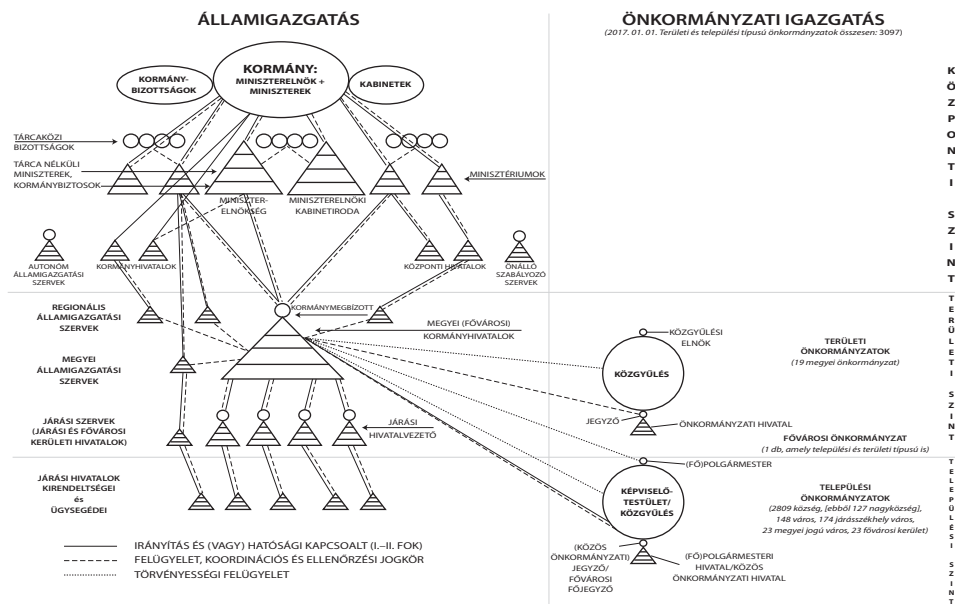 ÁLLAMIGAZGATÁS
ÖNKORMÁNYZATI IGAZGATÁS
(2017. 01. 01. Területi és települési típusú önkormányzatok összesen: 3097)
KORMÁNY-
BIZOTTSÁGOK
KORMÁNY:
MINISZTERELNÖK +
MINISZTEREK
KABINETEK
KÖZPONTI SZINT
TÁRCAKÖZI
BIZOTTSÁGOK
TÁRCA NÉLKÜLI
MINISZTEREK,
KORMÁNYBIZTOSOK
MINISZTÉRIUMOK
MINISZTER-
ELNÖKSÉG
MINISZTERELNÖKI
KABINETIRODA
AUTONÓM
ÁLLAMIGAZGATÁSI
SZERVEK
KORMÁNYHIVATALOK
KÖZPONTI HIVATALOK
ÖNÁLLÓ
SZABÁLYOZÓ
SZERVEK
TERÜLETI SZINT
REGIONÁLIS
ÁLLAMIGAZGATÁSI
SZERVEK
KORMÁNYMEGBÍZOTT
MEGYEI (FŐVÁROSI)
KORMÁNYHIVATALOK
KÖZGYŰLÉSI
ELNÖK
TERÜLETI
ÖNKORMÁNYZATOK
(19 megyei önkormányzat)
MEGYEI
ÁLLAMIGAZGATÁSI
SZERVEK
KÖZGYŰLÉS
JÁRÁSI SZERVEK
(JÁRÁSI ÉS FŐVÁROSI
KERÜLETI HIVATALOK)
JÁRÁSI
HIVATALVEZETŐ
JEGYZŐ
ÖNKORMÁNYZATI HIVATAL
FŐVÁROSI ÖNKORMÁNYZAT
(1 db, amely települési és területi típusú is)
TELEPÜLÉSI SZINT
(FŐ)POLGÁRMESTER
JÁRÁSI HIVATALOK
KIRENDELTSÉGEI
és
ÜGYSEGÉDEI
KÉPVISELŐ-
TESTÜLET/
KÖZGYŰLÉS
TELEPÜLÉSI
ÖNKORMÁNYZATOK
(2809 község, [ebből 127 nagyközség],
148 város, 174 járásszékhely város,
23 megyei jogú város, 23 fővárosi kerület)
(KÖZÖS
ÖNKORMÁNYZATI)
JEGYZŐ/
FŐVÁROSI
FŐJEGYZŐ
(FŐ)POLGÁRMESTERI
HIVATAL/KÖZÖS
ÖNKORMÁNYZATI HIVATAL
IRÁNYÍTÁS ÉS (VAGY) HATÓSÁGI KAPCSOALT (I.–II. FOK)
FELÜGYELET, KOORDINÁCIÓS ÉS ELLENŐRZÉSI JOGKÖR
TÖRVÉNYESSÉGI FELÜGYELET